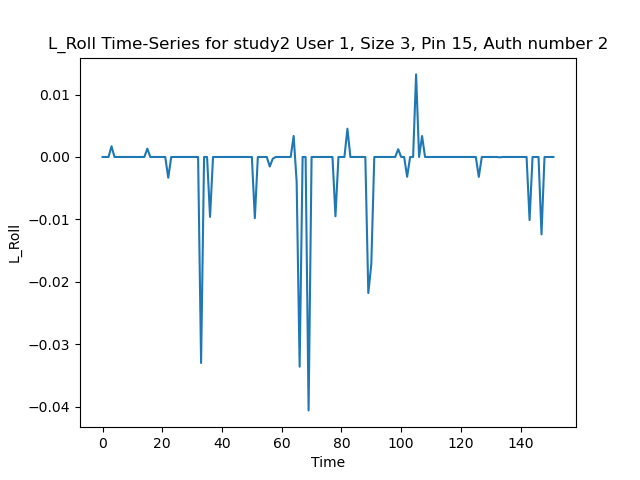 L_Roll Time-Series for study2 User 1, Size 3, Pin 15, Auth number 2
0.01
0.00
−0.01
−0.02
−0.03
−0.04
L_Roll
0 20 40 60 80 100 120 140
Time